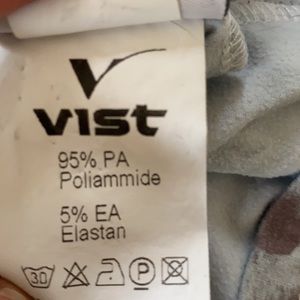 VIST
95% PA
Poliammide
5% EA
Elastan
30
P